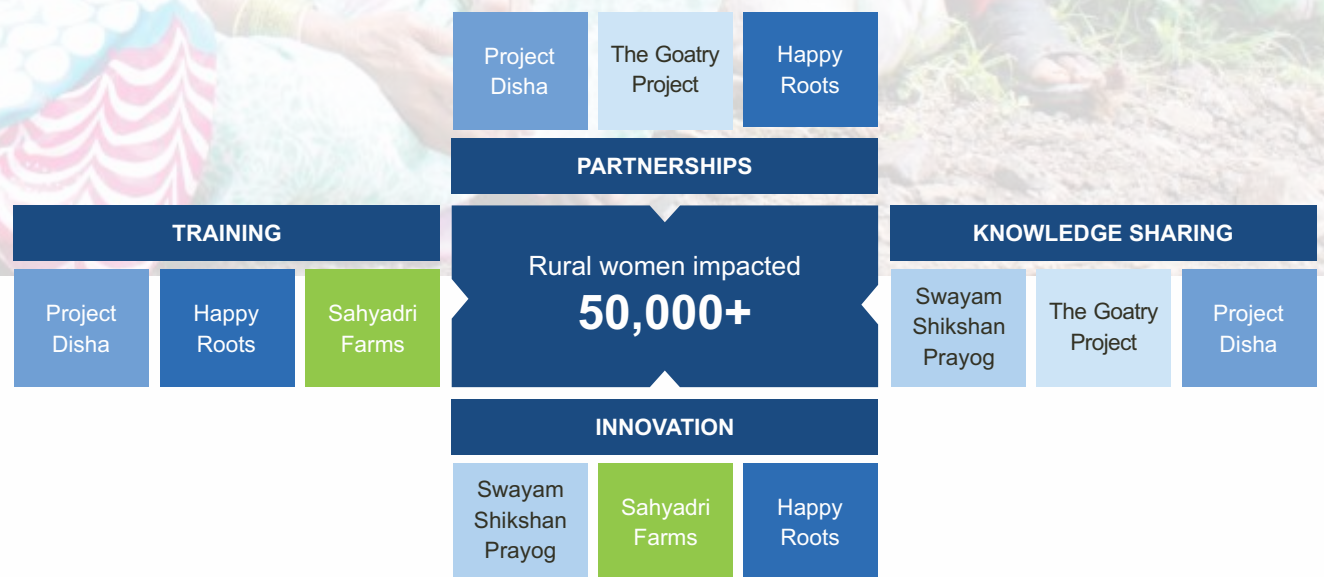 Project
Disha
The Goatry
Project
Happy
Roots
PARTNERSHIPS
TRAINING
Project
Disha
Happy
Roots
Sahyadri
Farms
Rural women impacted
50,000+
KNOWLEDGE SHARING
Swayam
Shikshan
Prayog
The Goatry
Project
Project
Disha
INNOVATION
Swayam
Shikshan
Prayog
Sahyadri
Farms
Happy
Roots